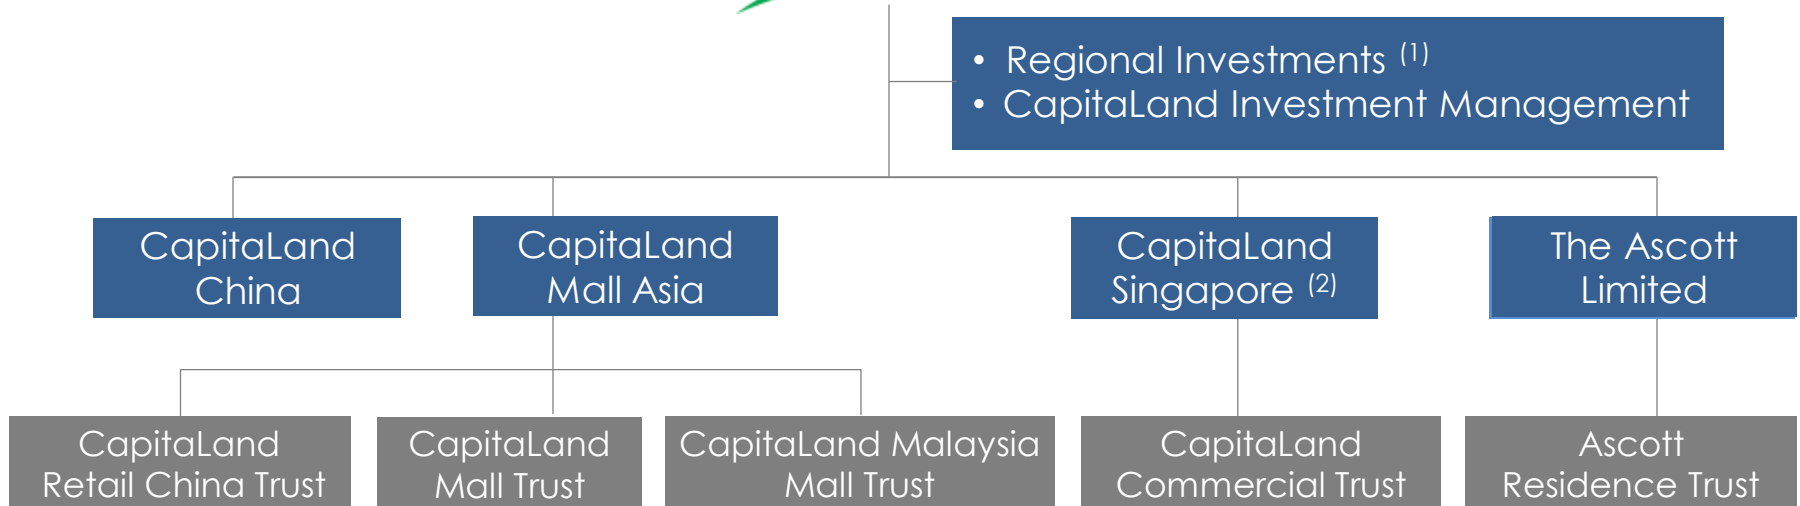 • Regional Investments (1)
• CapitaLand Investment Management
CapitaLand
China
CapitaLand
Mall Asia
CapitaLand
Singapore (2)
The Ascott
Limited
CapitaLand
Retail China Trust
CapitaLand
Mall Trust
CapitaLand Malaysia
Mall Trust
CapitaLand
Commercial Trust
Ascott
Residence Trust